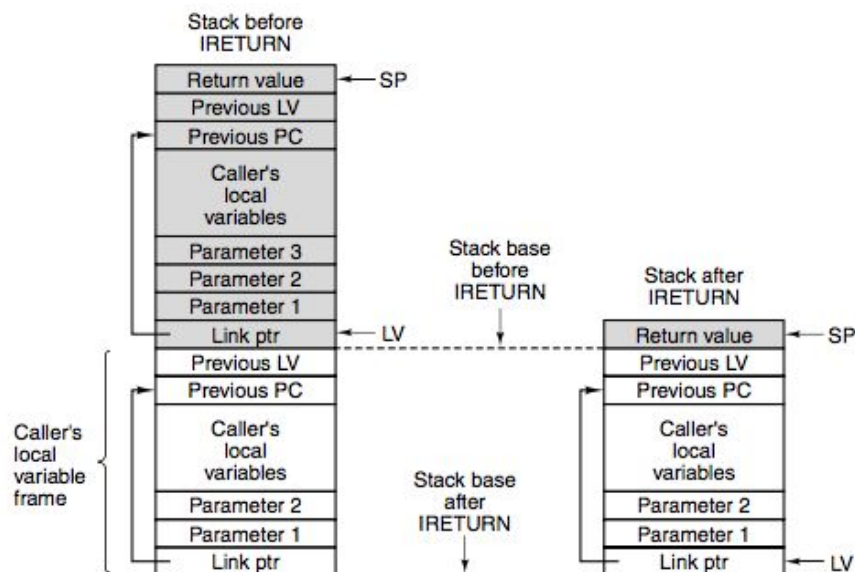 Stack before
IRETURN
Return value
SP
Previous LV
Previous PC
Caller's
local
variables
Parameter 3
Parameter 2
Parameter 1
Link ptr
LV
Previous LV
Previous PC
Caller's
local
variables
Parameter 2
Parameter 1
Link ptr
Caller's
local
variable
frame
Stack base
before
IRETURN
Stack base
after
IRETURN
Stack after
IRETURN
Return value
SP
Previous LV
Previous PC
Caller's
local
variables
Parameter 2
Parameter 1
Link ptr
LV